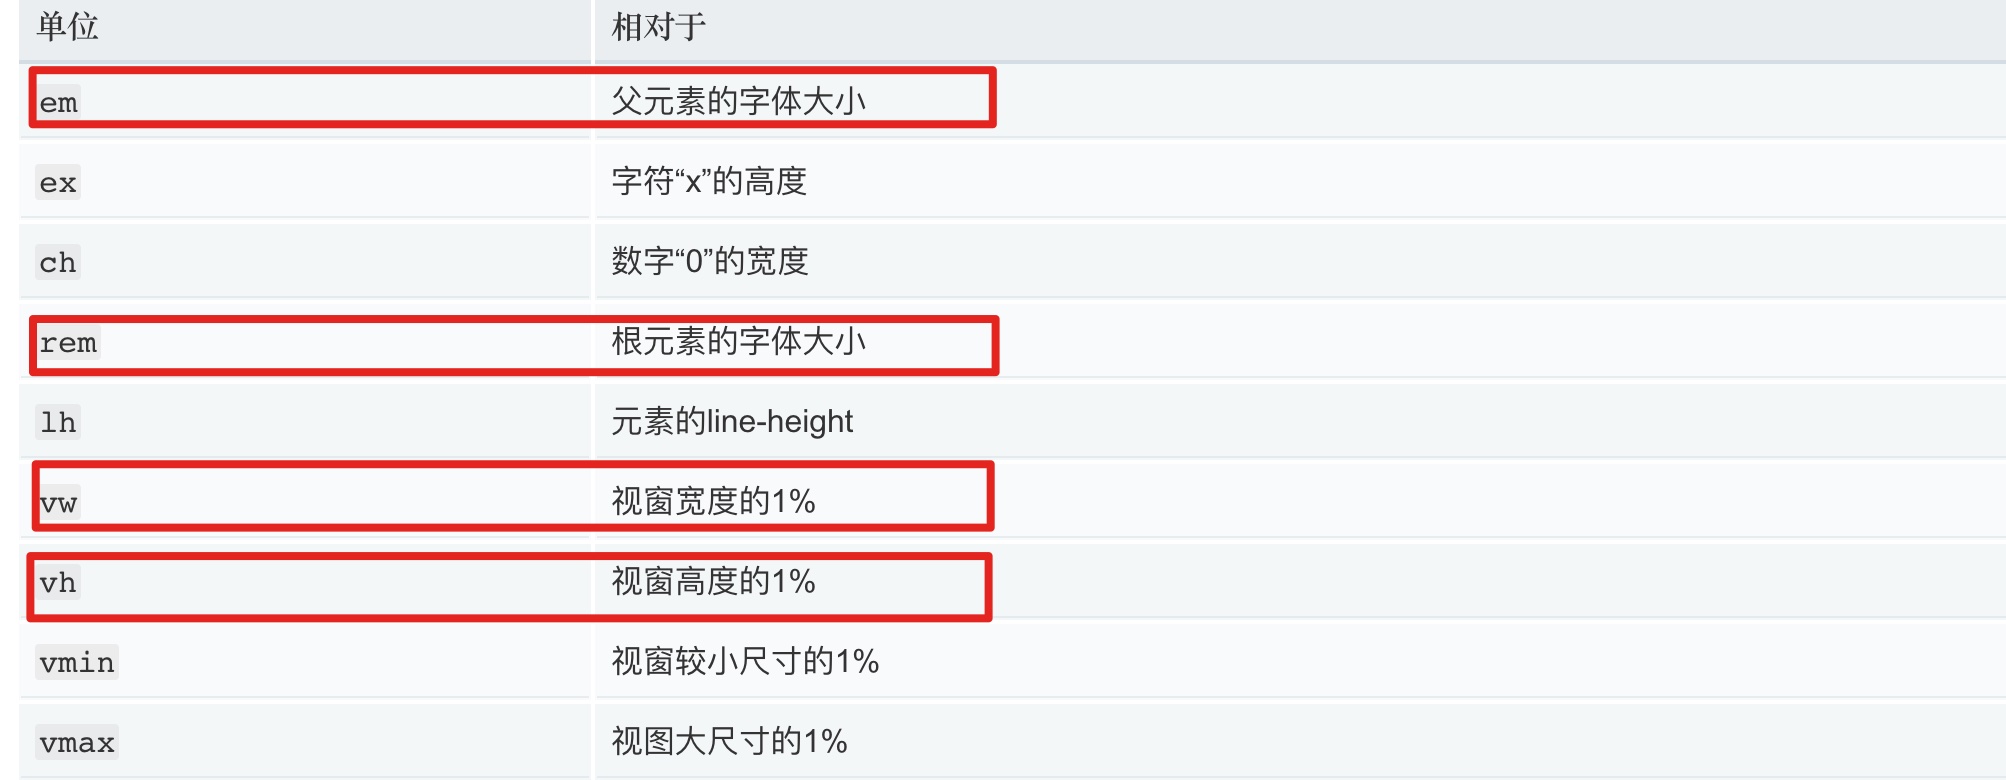 单位 相对于
em 父元素的字体大小
ex 字符“x”的高度
ch 数字“0”的宽度
rem 根元素的字体大小
lh 元素的line-height
vw 视窗宽度的1%
vh 视窗高度的1%
vmin 视窗较小尺寸的1%
vmax 视图大尺寸的1%